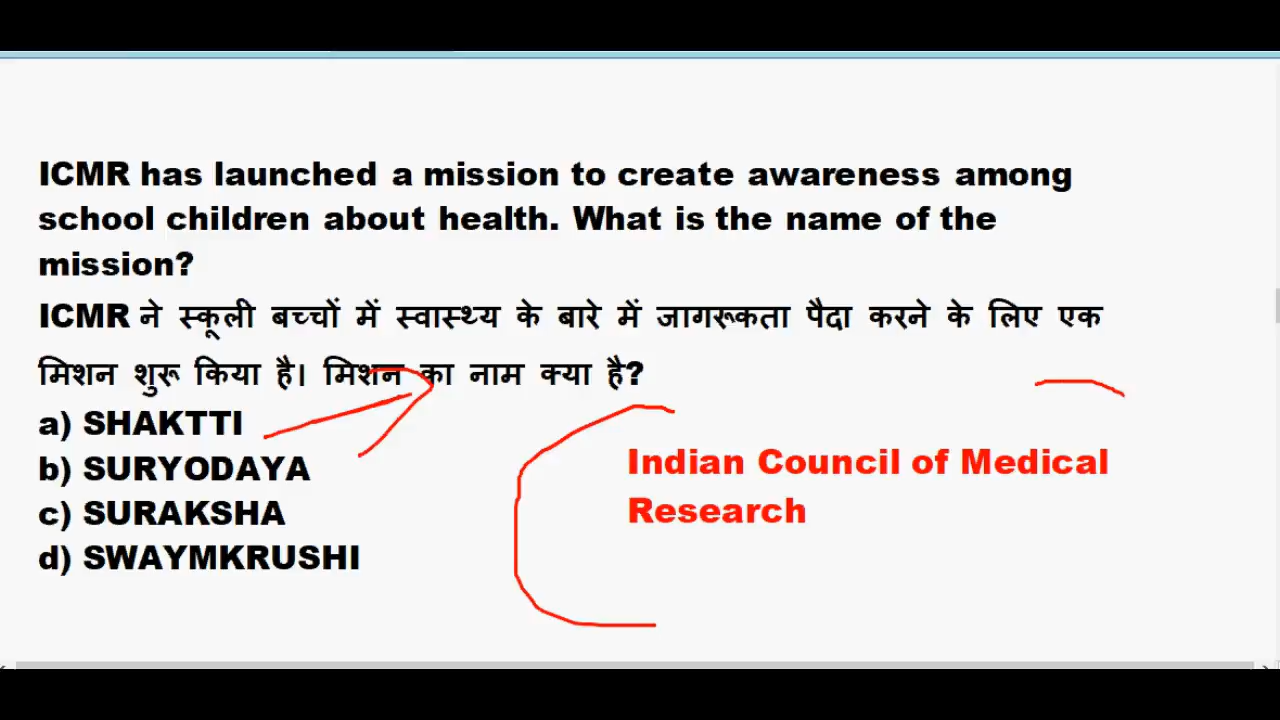 ICMR has launched a mission to create awareness among
school children about health. What is the name of the
mission?
ICMR ने स्कूली बच्चों में स्वास्थ्य के बारे में जागरूकता पैदा करने के लिए एक
मिशन शुरू किया है। मिशन का नाम क्या है?
a) SHAKTTI
b) SURYODAYA
c) SURAKSHA
d) SWAYMKRUSHI
Indian Council of Medical
Research